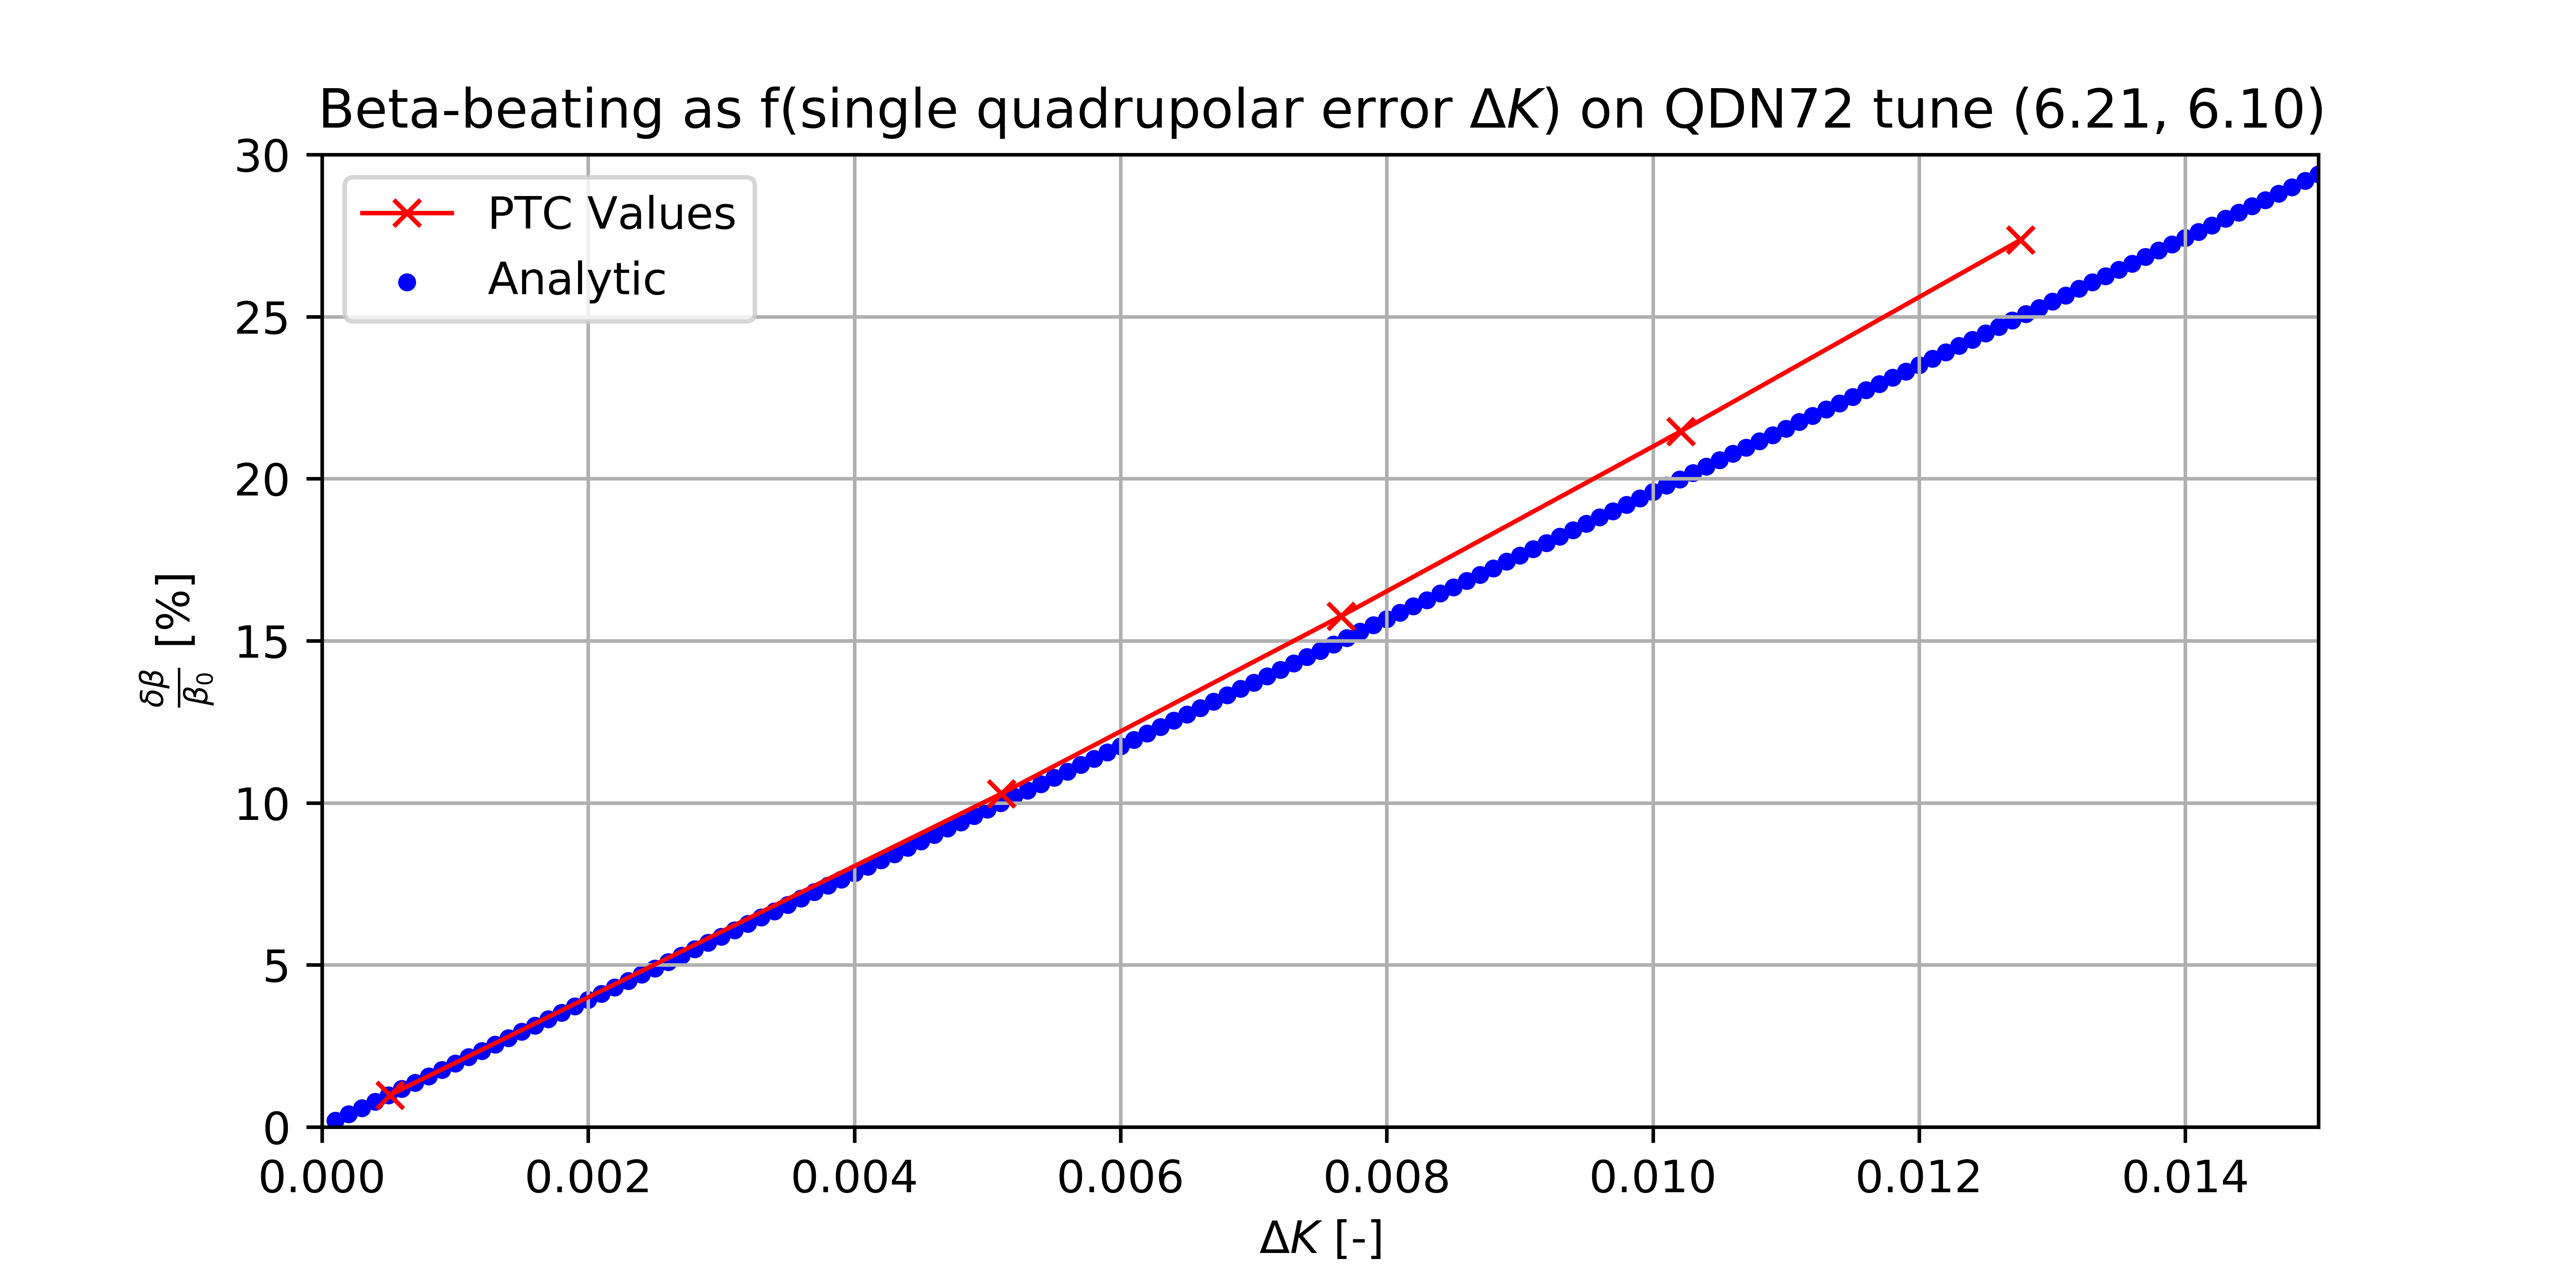 Beta-beating as f(single quadrupolar error ΔK) on QDN72 tune (6.21, 6.10)
30
25
20
15
10
5
0
PTC Values
Analytic
δβ/β₀ [%]
0.000 0.002 0.004 0.006 0.008 0.010 0.012 0.014
ΔK [-]